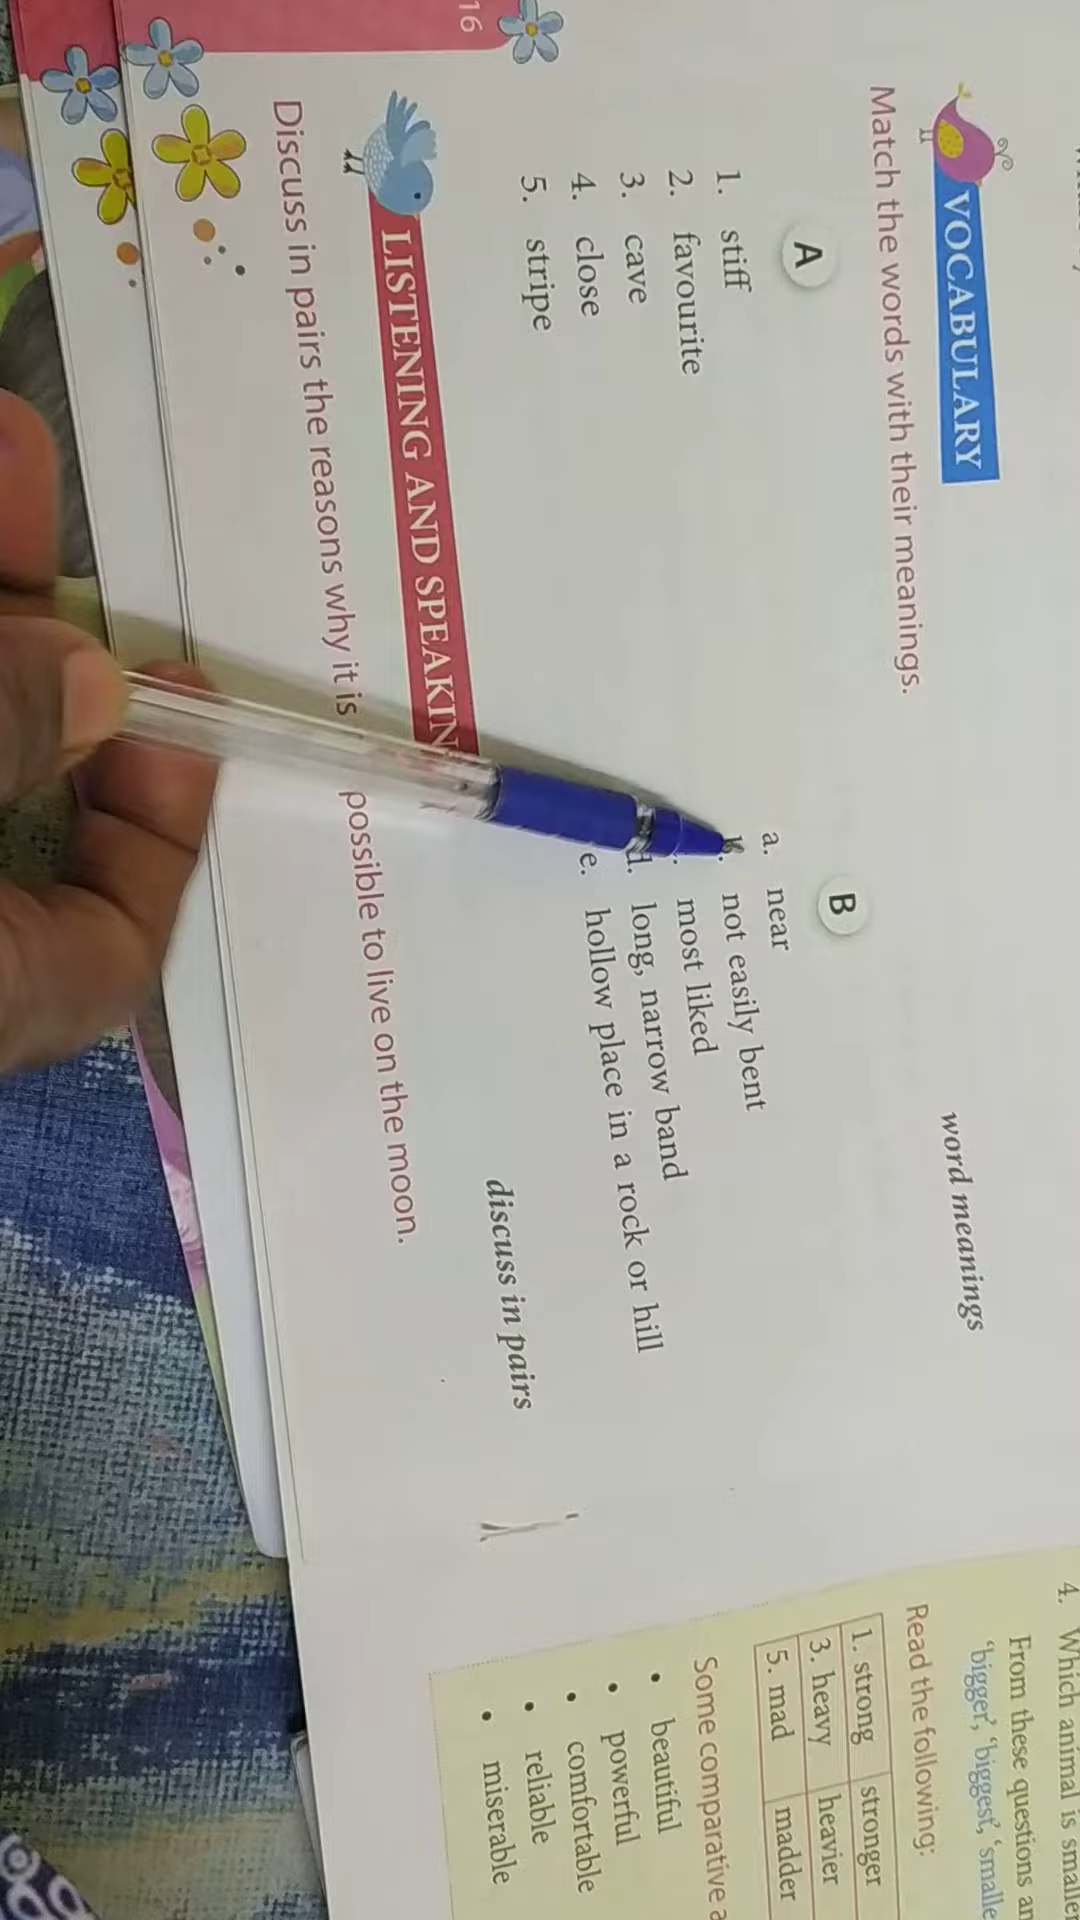 VOCABULARY
word meanings
Match the words with their meanings.
A
B
1. stiff
2. favourite
3. cave
4. close
5. stripe
a. near
b. not easily bent
most liked
d. long, narrow band
e. hollow place in a rock or hill
LISTENING AND SPEAKIN
discuss in pairs
Discuss in pairs the reasons why it is possible to live on the moon.
16
4. Which animal is smaller
From these questions an
‘bigger’, ‘biggest’, ‘smalle
Read the following:
1. strong stronger
3. heavy heavier
5. mad madder
Some comparative a
• beautiful
• powerful
• comfortable
• reliable
• miserable